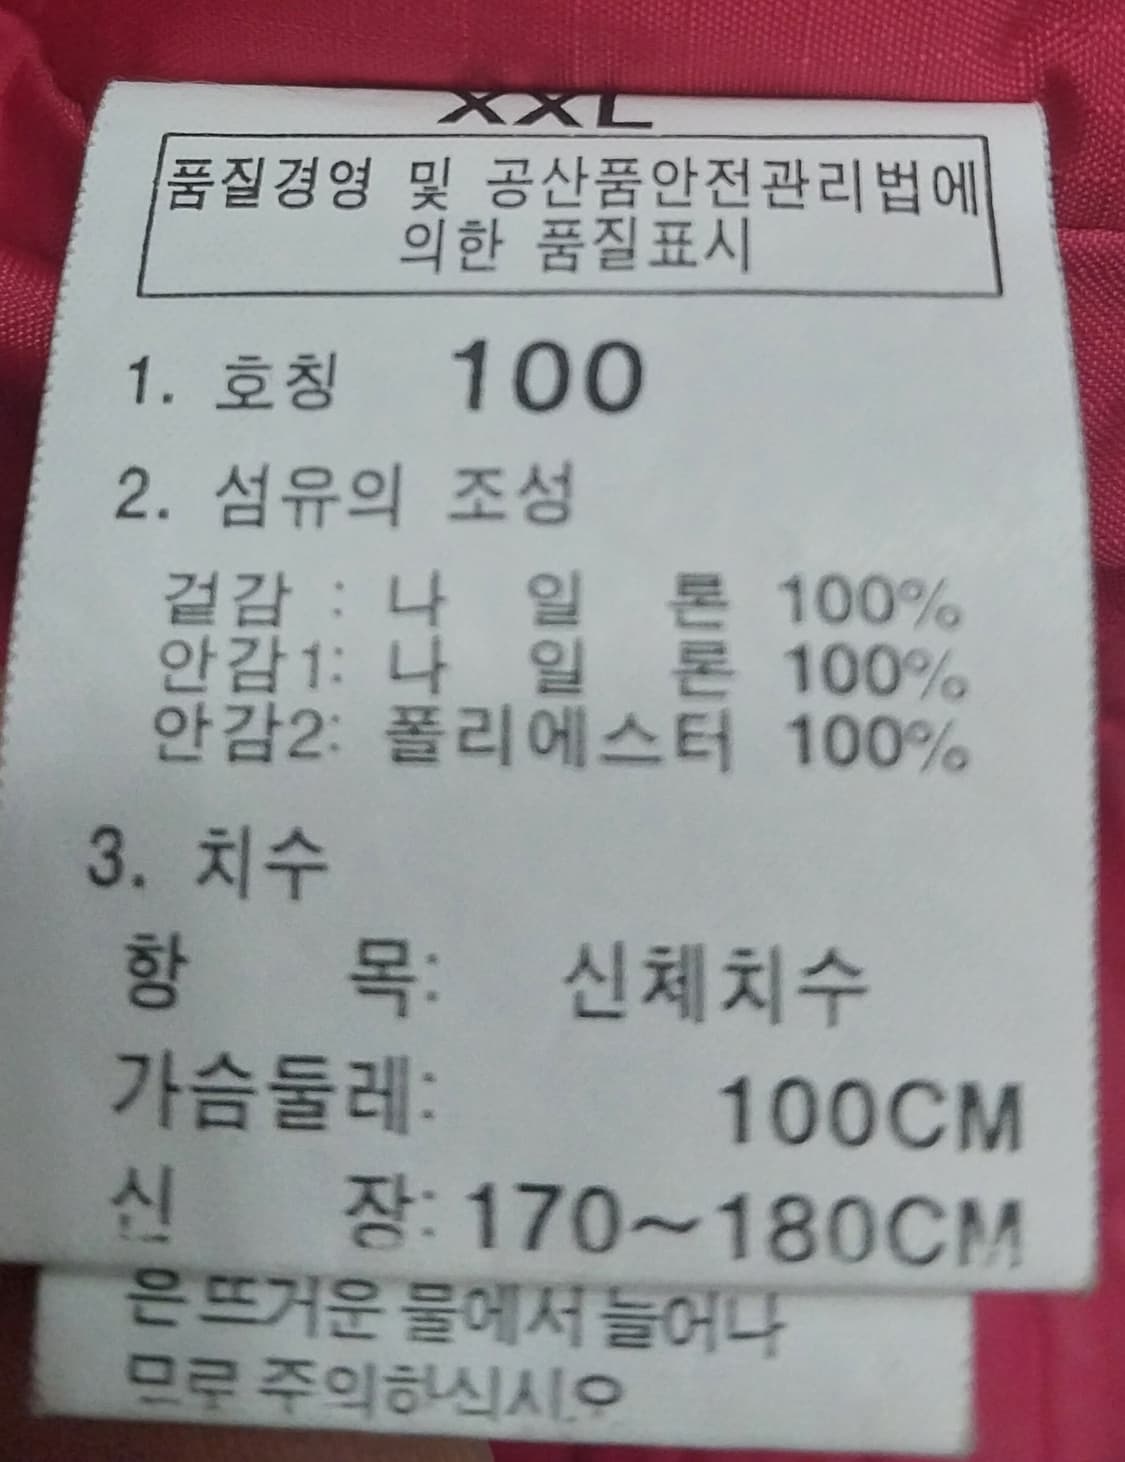 XXL
품질경영 및 공산품안전관리법에
의한 품질표시
1. 호칭 100
2. 섬유의 조성
겉감 : 나 일 론 100%
안감1: 나 일 론 100%
안감2: 폴리에스터 100%
3. 치수
항 목: 신체치수
가슴둘레: 100CM
신 장: 170~180CM
은 뜨거운 물에서 늘어나
므로 주의하십시오